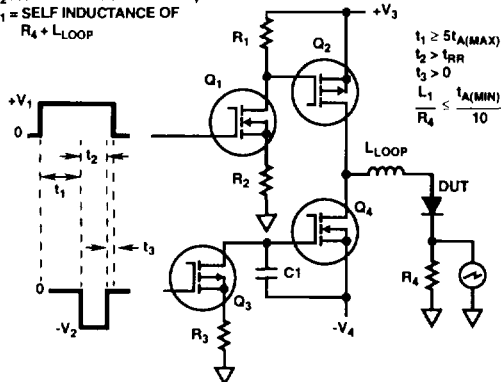 1 = SELF INDUCTANCE OF
R4 + LLOOP
+V3
R1
Q2
t1 ≥ 5tA(MAX)
t2 > tRR
t3 > 0
L1/R4 ≤ tA(MIN)/10
Q1
+V1
0
t2
t1
R2
LLOOP
DUT
Q4
t3
C1
R4
0
Q3
-V2
R3
-V4